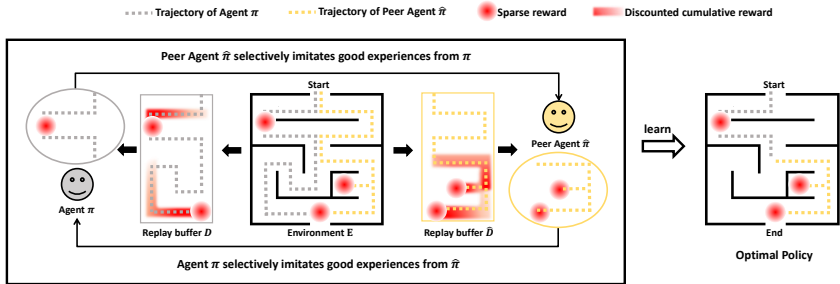 Trajectory of Agent π
Trajectory of Peer Agent π̂
Sparse reward
Discounted cumulative reward
Peer Agent π̂ selectively imitates good experiences from π
Start
Start
learn
Peer Agent π̂
Agent π
Replay buffer D
Environment E
Replay buffer D̂
End
Optimal Policy
Agent π selectively imitates good experiences from π̂